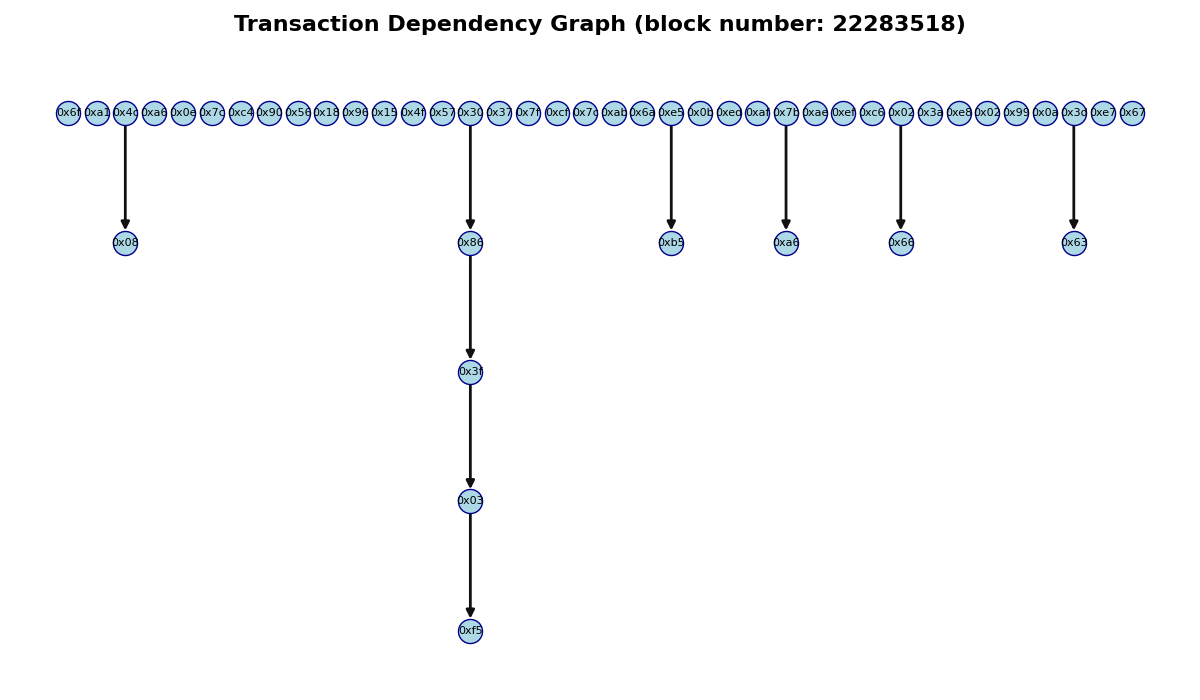 Transaction Dependency Graph (block number: 22283518)
0x6f 0xa1 0x4c 0xa6 0x0e 0x7c 0xc4 0x90 0x56 0x18 0x96 0x15 0x4f 0x57 0x30 0x37 0x7f 0xcf 0x7c 0xab 0x6a 0xe5 0x0b 0xed 0xaf 0x7b 0xae 0xef 0xc6 0x02 0x3a 0xe8 0x02 0x99 0x0a 0x3c 0xe7 0x67
0x08 0x86 0xb5 0xa6 0x66 0x63
0x3f
0x03
0xf5